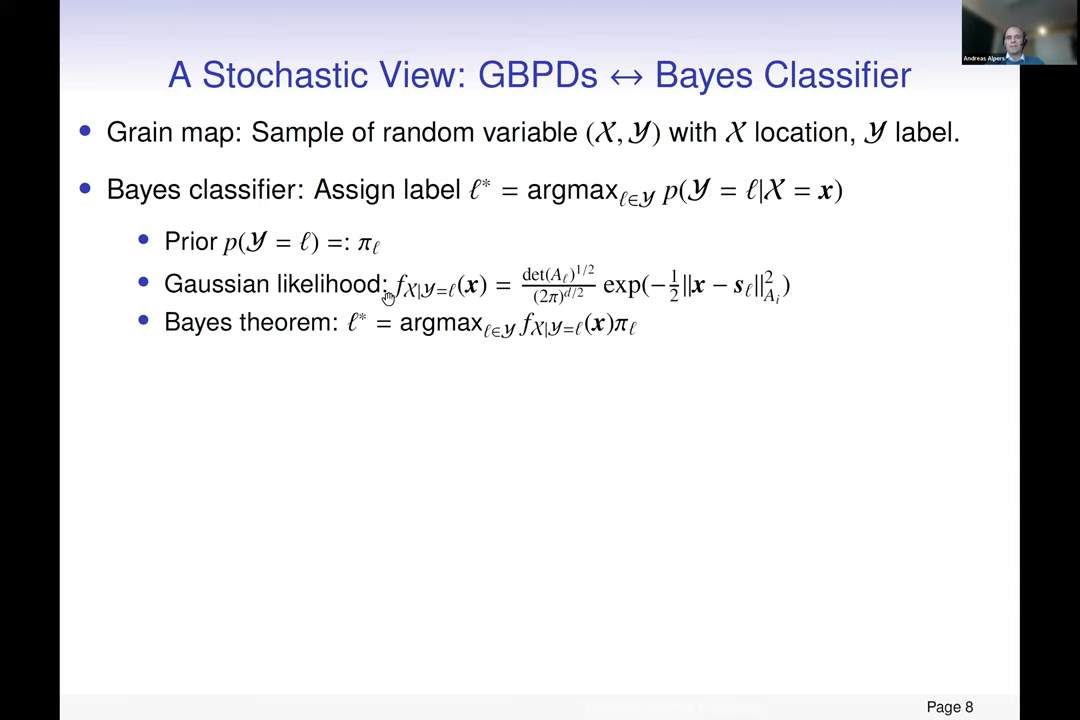 Andreas Alpers
A Stochastic View: GBPDs ↔ Bayes Classifier
• Grain map: Sample of random variable (𝒳, 𝒴) with 𝒳 location, 𝒴 label.
• Bayes classifier: Assign label ℓ* = argmax_{ℓ∈𝒴} p(𝒴 = ℓ|𝒳 = x)
• Prior p(𝒴 = ℓ) =: π_ℓ
• Gaussian likelihood: f_{𝒳|𝒴=ℓ}(x) = det(A_ℓ)^{1/2} / (2π)^{d/2} exp(−½||x − s_ℓ||²_{A_i})
• Bayes theorem: ℓ* = argmax_{ℓ∈𝒴} f_{𝒳|𝒴=ℓ}(x)π_ℓ
Page 8